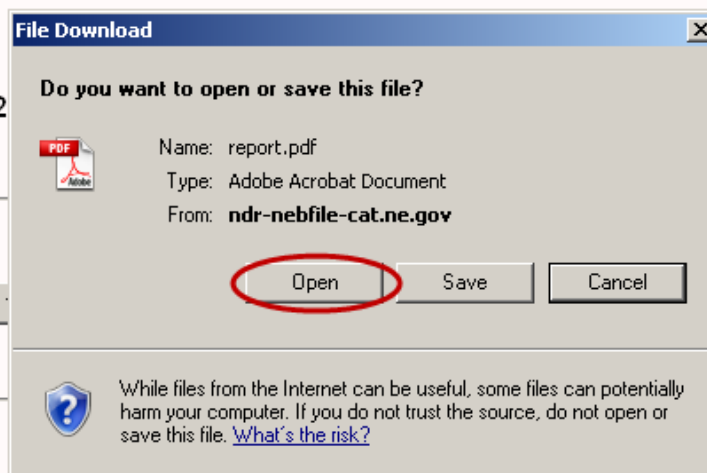 File Download
Do you want to open or save this file?
2
PDF
Adobe
Name: report.pdf
Type: Adobe Acrobat Document
From: ndr-nebfile-cat.ne.gov
Open Save Cancel
While files from the Internet can be useful, some files can potentially
harm your computer. If you do not trust the source, do not open or
save this file. What's the risk?